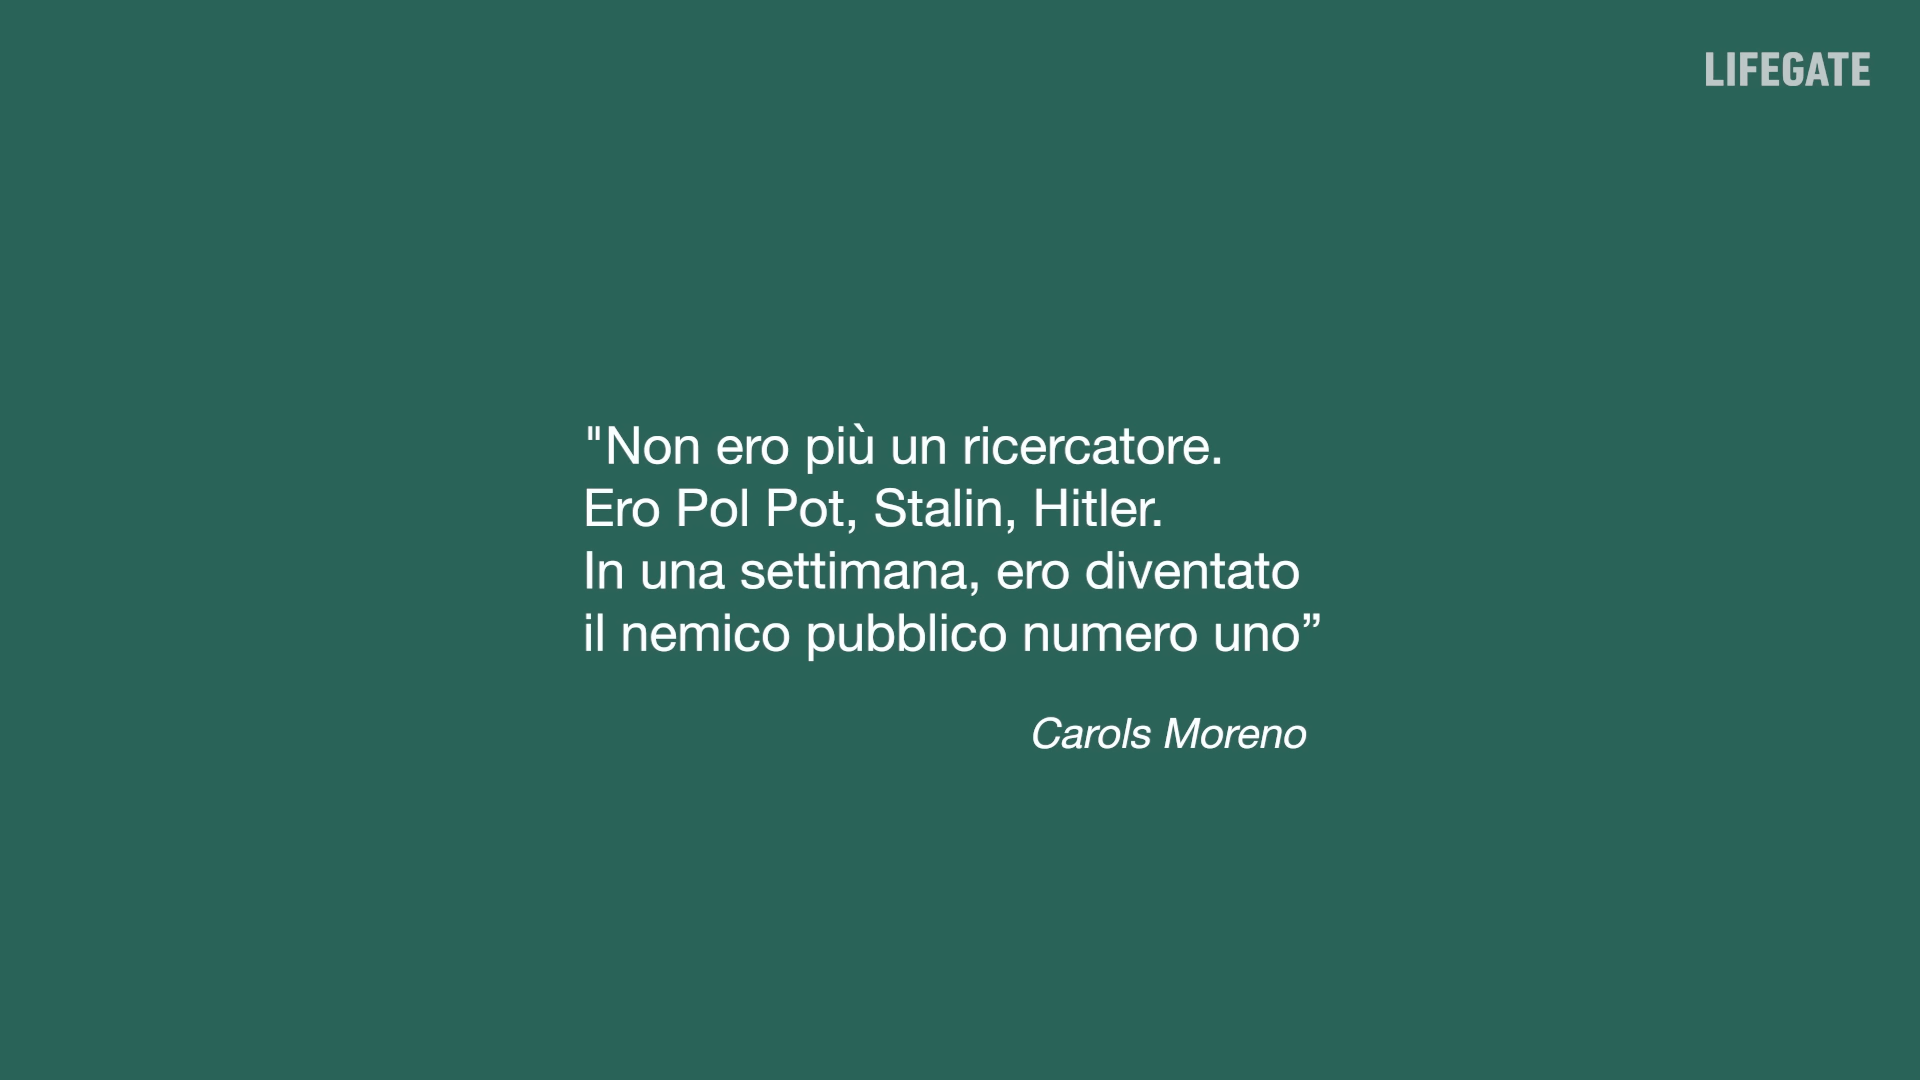 LIFEGATE
"Non ero più un ricercatore.
Ero Pol Pot, Stalin, Hitler.
In una settimana, ero diventato
il nemico pubblico numero uno”
Carols Moreno